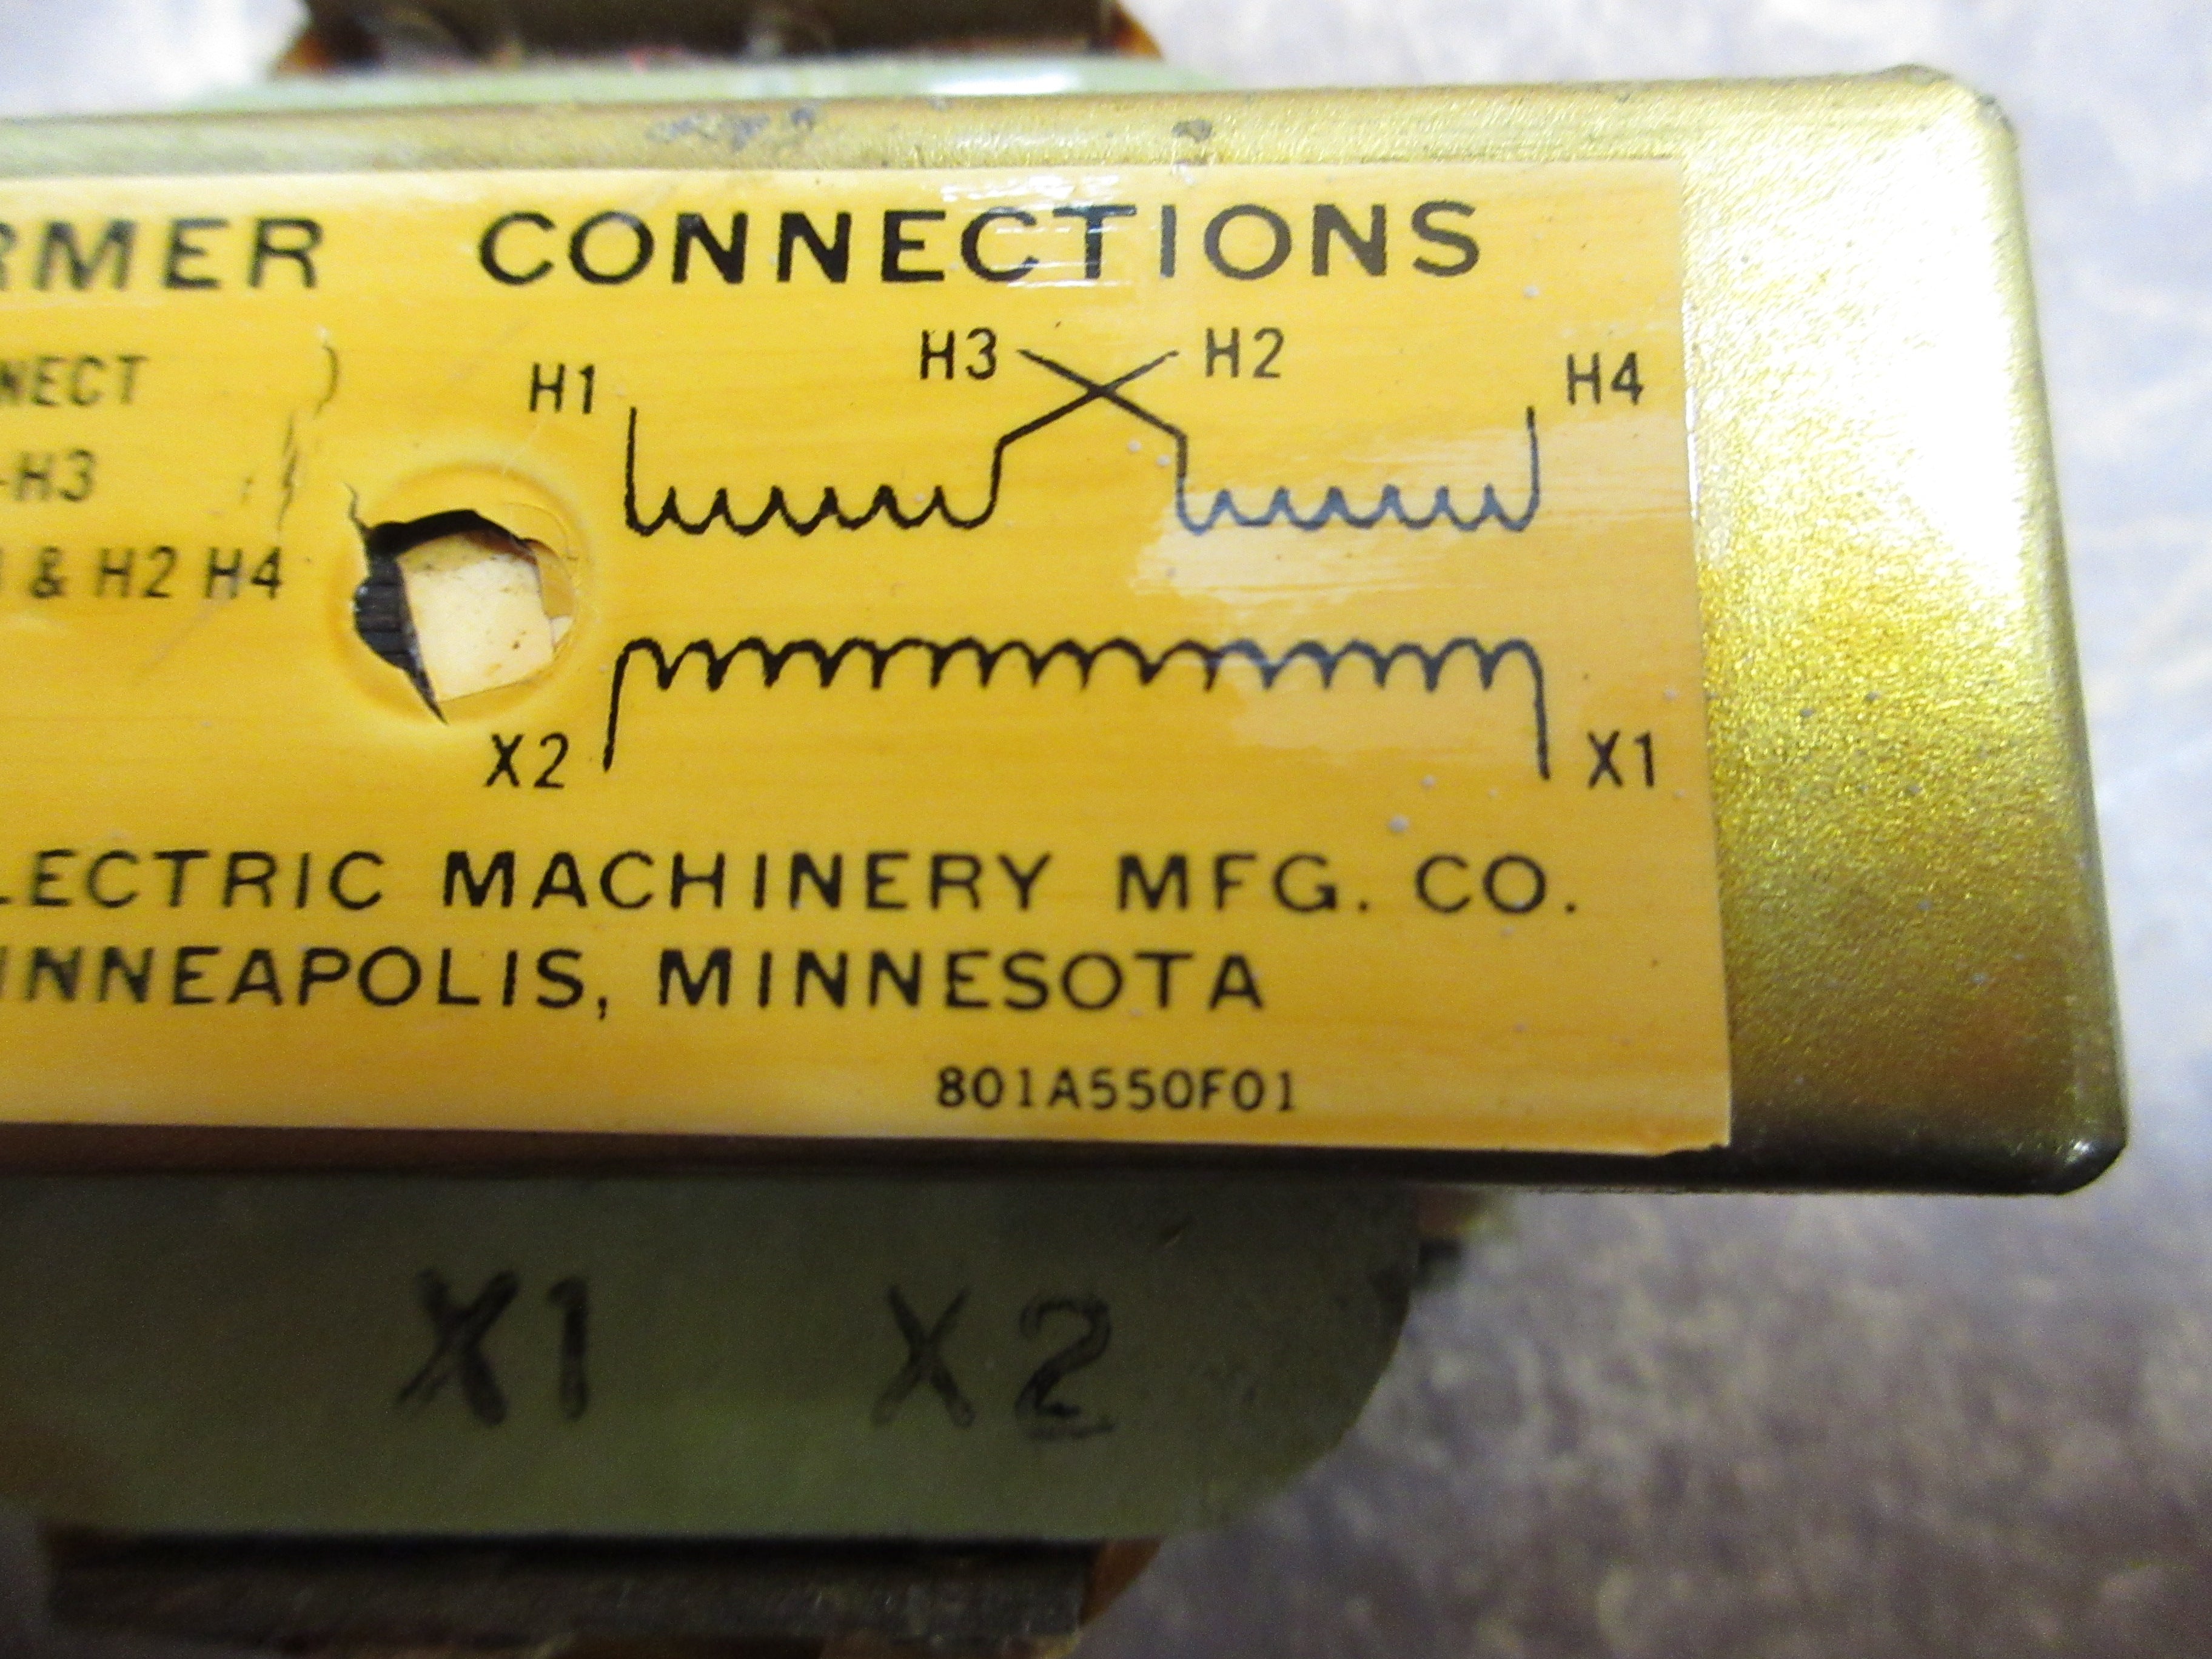 RMER CONNECTIONS
NECT
-H3
& H2 H4
H1 H3 H2 H4
X2 X1
LECTRIC MACHINERY MFG. CO.
INNEAPOLIS, MINNESOTA
801A550F01
X1 X2